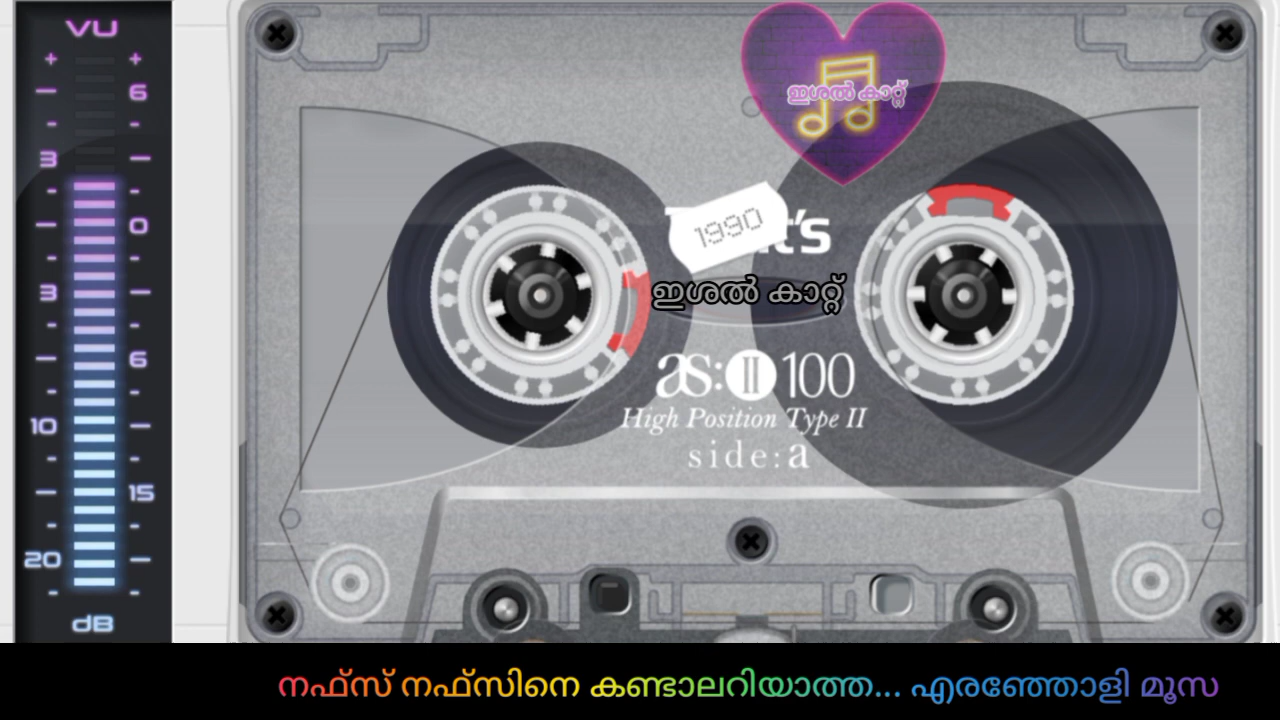 VU
+ +
6
3
0
3
6
10
15
20
dB
ഇശൽ കാറ്റ്
1990
t's
ഇശൽ കാറ്റ്
as:II 100
High Position Type II
side:a
നഫ്സ് നഫ്സിനെ കണ്ടാലറിയാത്ത... എരഞ്ഞോളി മൂസ